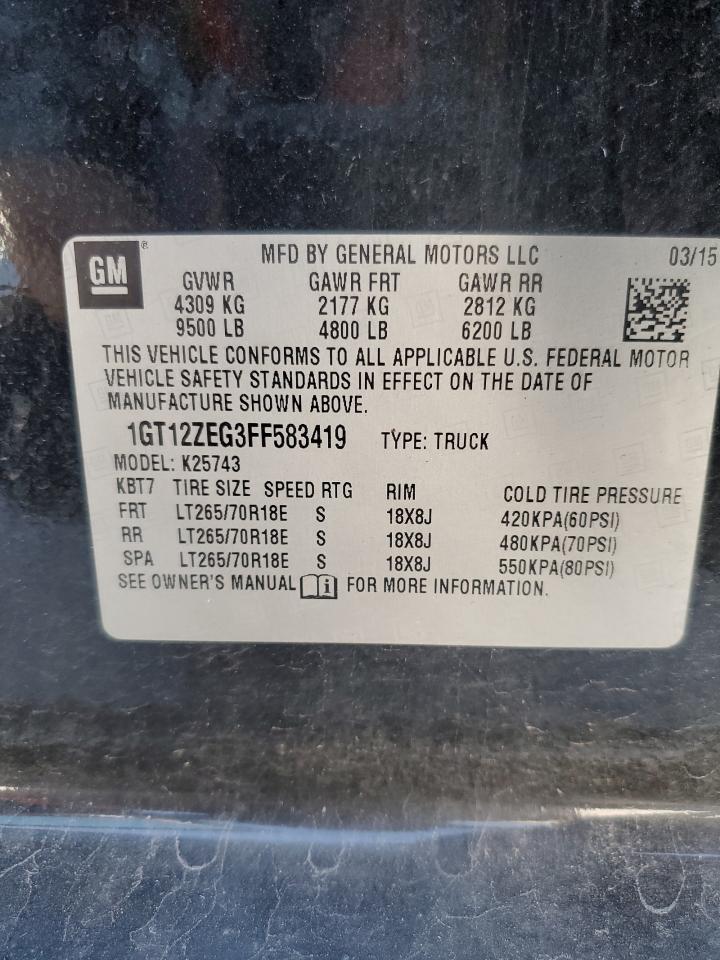 GM ® MFD BY GENERAL MOTORS LLC 03/15
GVWR GAWR FRT GAWR RR
4309 KG 2177 KG 2812 KG
9500 LB 4800 LB 6200 LB
THIS VEHICLE CONFORMS TO ALL APPLICABLE U.S. FEDERAL MOTOR
VEHICLE SAFETY STANDARDS IN EFFECT ON THE DATE OF
MANUFACTURE SHOWN ABOVE.
1GT12ZEG3FF583419 TYPE: TRUCK
MODEL: K25743
KBT7 TIRE SIZE SPEED RTG RIM COLD TIRE PRESSURE
FRT LT265/70R18E S 18X8J 420KPA(60PSI)
RR LT265/70R18E S 18X8J 480KPA(70PSI)
SPA LT265/70R18E S 18X8J 550KPA(80PSI)
SEE OWNER'S MANUAL i FOR MORE INFORMATION.